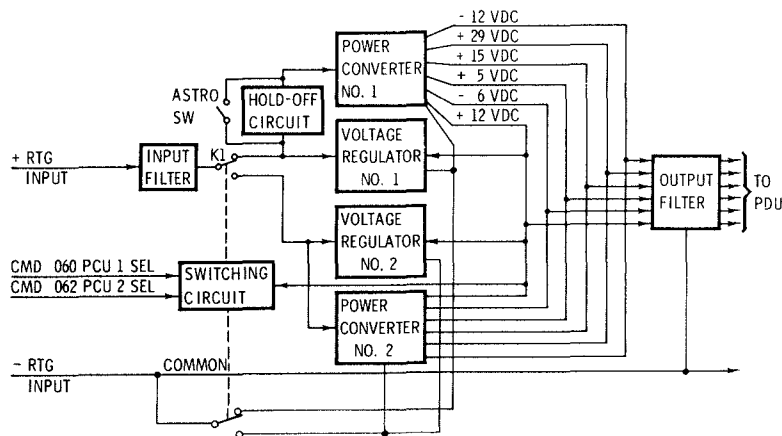 - 12 VDC
+ 29 VDC
+ 15 VDC
+ 5 VDC
- 6 VDC
+ 12 VDC
POWER
CONVERTER
NO. 1
ASTRO
SW
HOLD-OFF
CIRCUIT
VOLTAGE
REGULATOR
NO. 1
+ RTG
INPUT
INPUT
FILTER
K1
OUTPUT
FILTER
TO
PDU
VOLTAGE
REGULATOR
NO. 2
CMD 060 PCU 1 SEL
CMD 062 PCU 2 SEL
SWITCHING
CIRCUIT
POWER
CONVERTER
NO. 2
- RTG
INPUT
COMMON